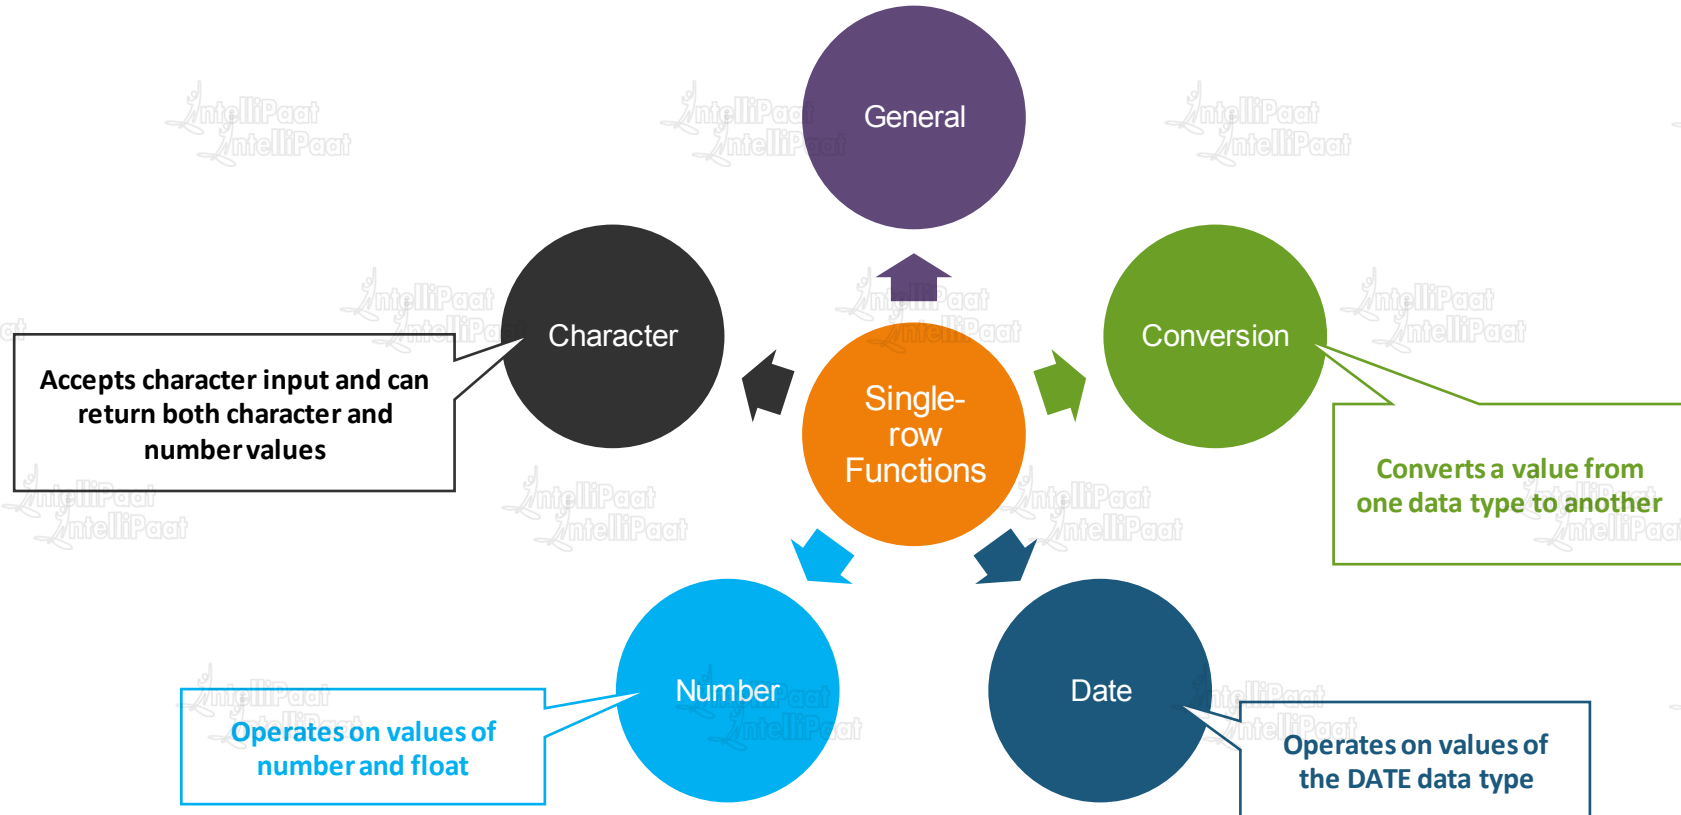 General
Character
Conversion
Accepts character input and can
return both character and
number values
Single-
row
Functions
Converts a value from
one data type to another
Number
Date
Operates on values of
number and float
Operates on values of
the DATE data type
IntelliPaat
IntelliPaat